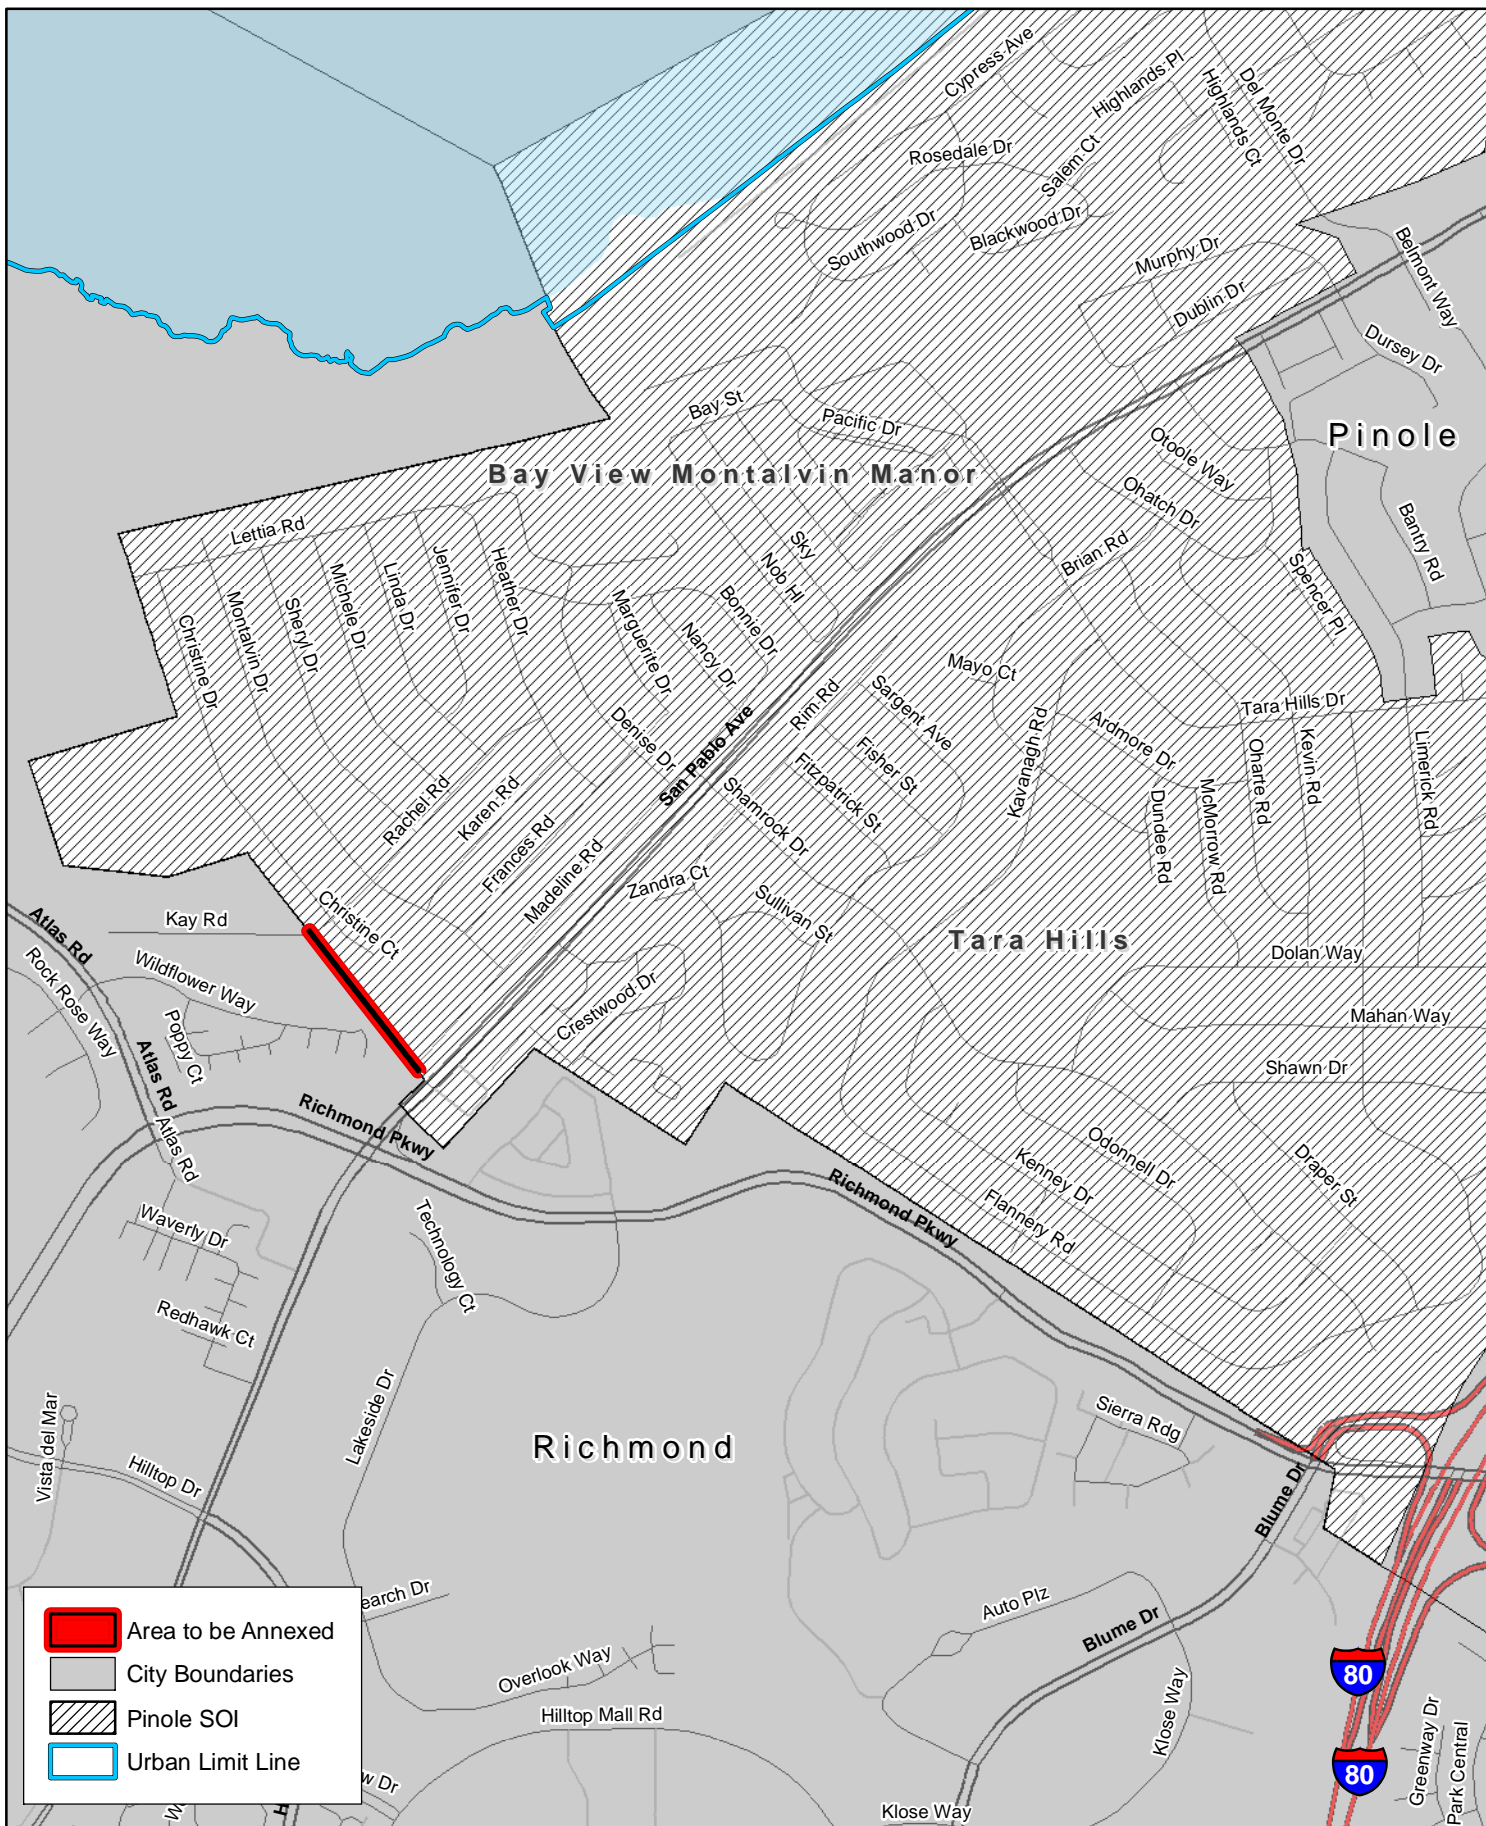 Cypress Ave
Highlands Pl
Del Monte Dr
Highlands Ct
Rosedale Dr
Salem Ct
Southwood Dr
Blackwood Dr
Murphy Dr
Belmont Way
Dublin Dr
Dursey Dr
Bay St
Pacific Dr
Pinole
Otoole Way
Bay View Montalvin Manor
Ohatch Dr
Bantry Rd
Lettia Rd
Sky
Nob Hl
Brian Rd
Spencer Pl
Jennifer Dr
Heather Dr
Linda Dr
Michele Dr
Sheryl Dr
Montalvin Dr
Christine Dr
Marguerite Dr
Bonnie Dr
Nancy Dr
Mayo Ct
Rim Rd
Sargent Ave
Tara Hills Dr
Denise Dr
San Pablo Ave
Kavanagh Rd
Ardmore Dr
Fisher St
Fitzpatrick St
Shamrock Dr
Oharte Rd
Kevin Rd
Limerick Rd
McMorrow Rd
Dundee Rd
Rachel Rd
Karen Rd
Frances Rd
Madeline Rd
Zandra Ct
Sullivan St
Christine Ct
Kay Rd
Atlas Rd
Tara Hills
Dolan Way
Rock Rose Way
Wildflower Way
Crestwood Dr
Mahan Way
Poppy Ct
Atlas Rd
Shawn Dr
Richmond Pkwy
Atlas Rd
Odonnell Dr
Kenney Dr
Draper St
Flannery Rd
Richmond Pkwy
Waverly Dr
Technology Ct
Redhawk Ct
Lakeside Dr
Vista del Mar
Sierra Rdg
Richmond
Hilltop Dr
Blume Dr
earch Dr
Auto Plz
Blume Dr
Overlook Way
Klose Way
Hilltop Mall Rd
80
80
Greenway Dr
Park Central
Klose Way
w Dr
H
Area to be Annexed
City Boundaries
Pinole SOI
Urban Limit Line